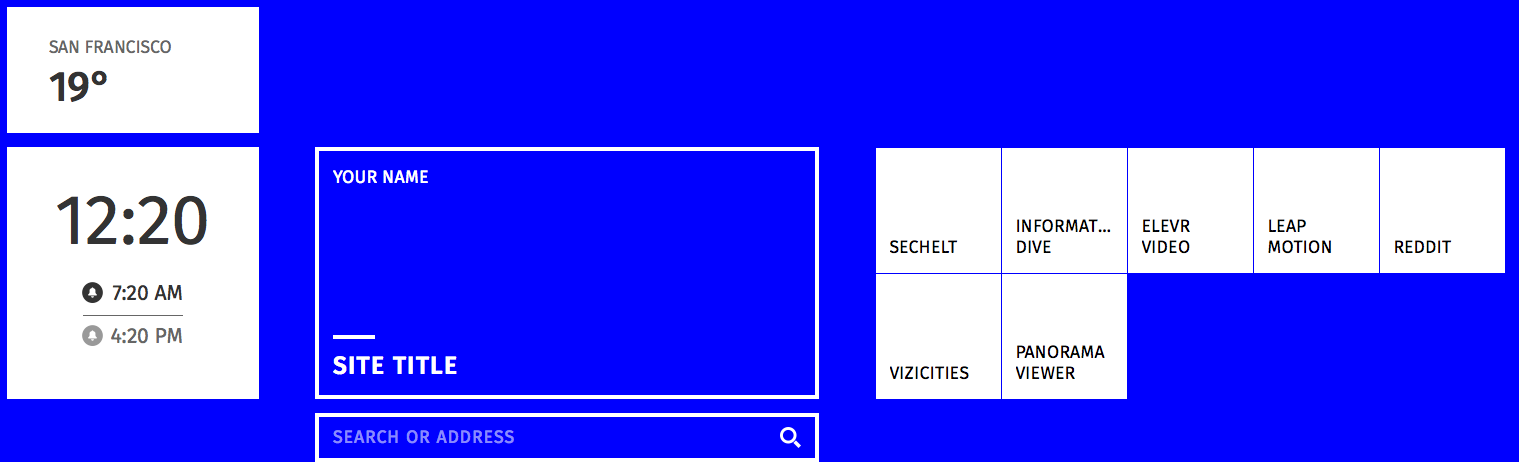 SAN FRANCISCO
19°
12:20
7:20 AM
4:20 PM
YOUR NAME
SITE TITLE
SEARCH OR ADDRESS
SECHELT
INFORMAT...
DIVE
ELEVR
VIDEO
LEAP
MOTION
REDDIT
VIZICITIES
PANORAMA
VIEWER